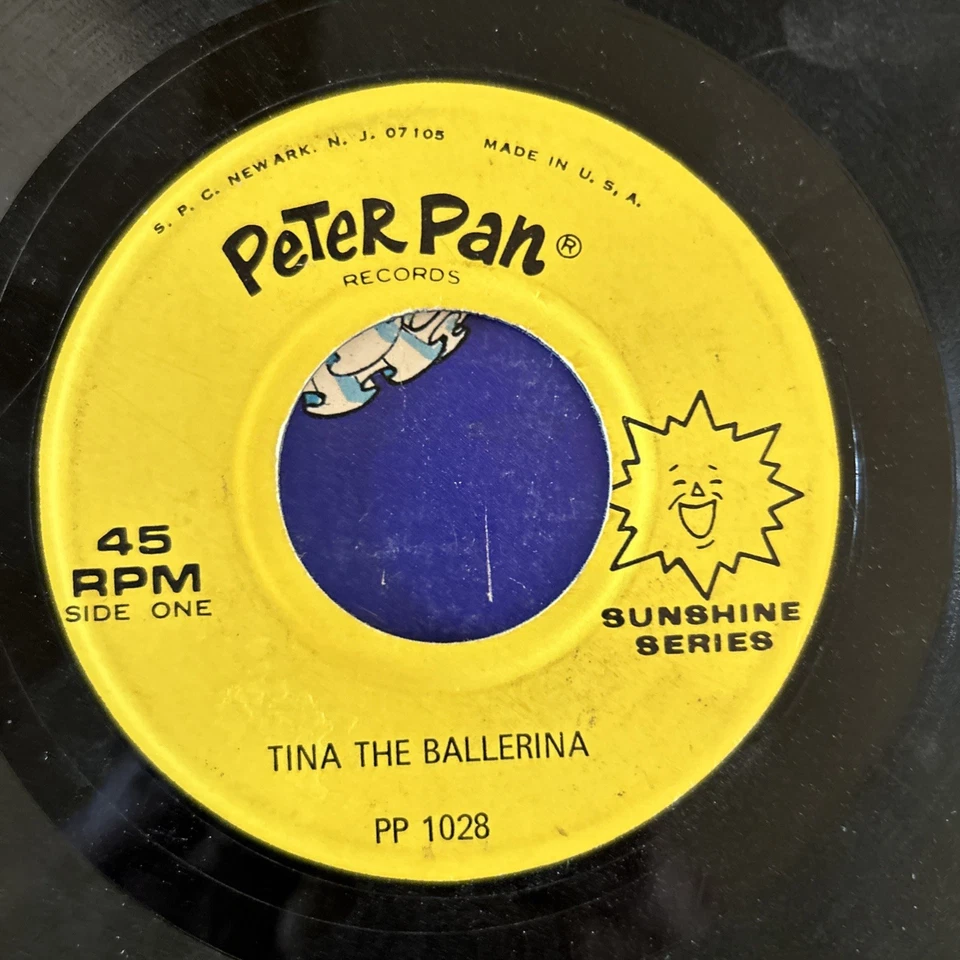 S. P. C. NEWARK. N. J. 07105 MADE IN U. S. A.
PETER PAN®
RECORDS
45
RPM
SIDE ONE
SUNSHINE
SERIES
TINA THE BALLERINA
PP 1028